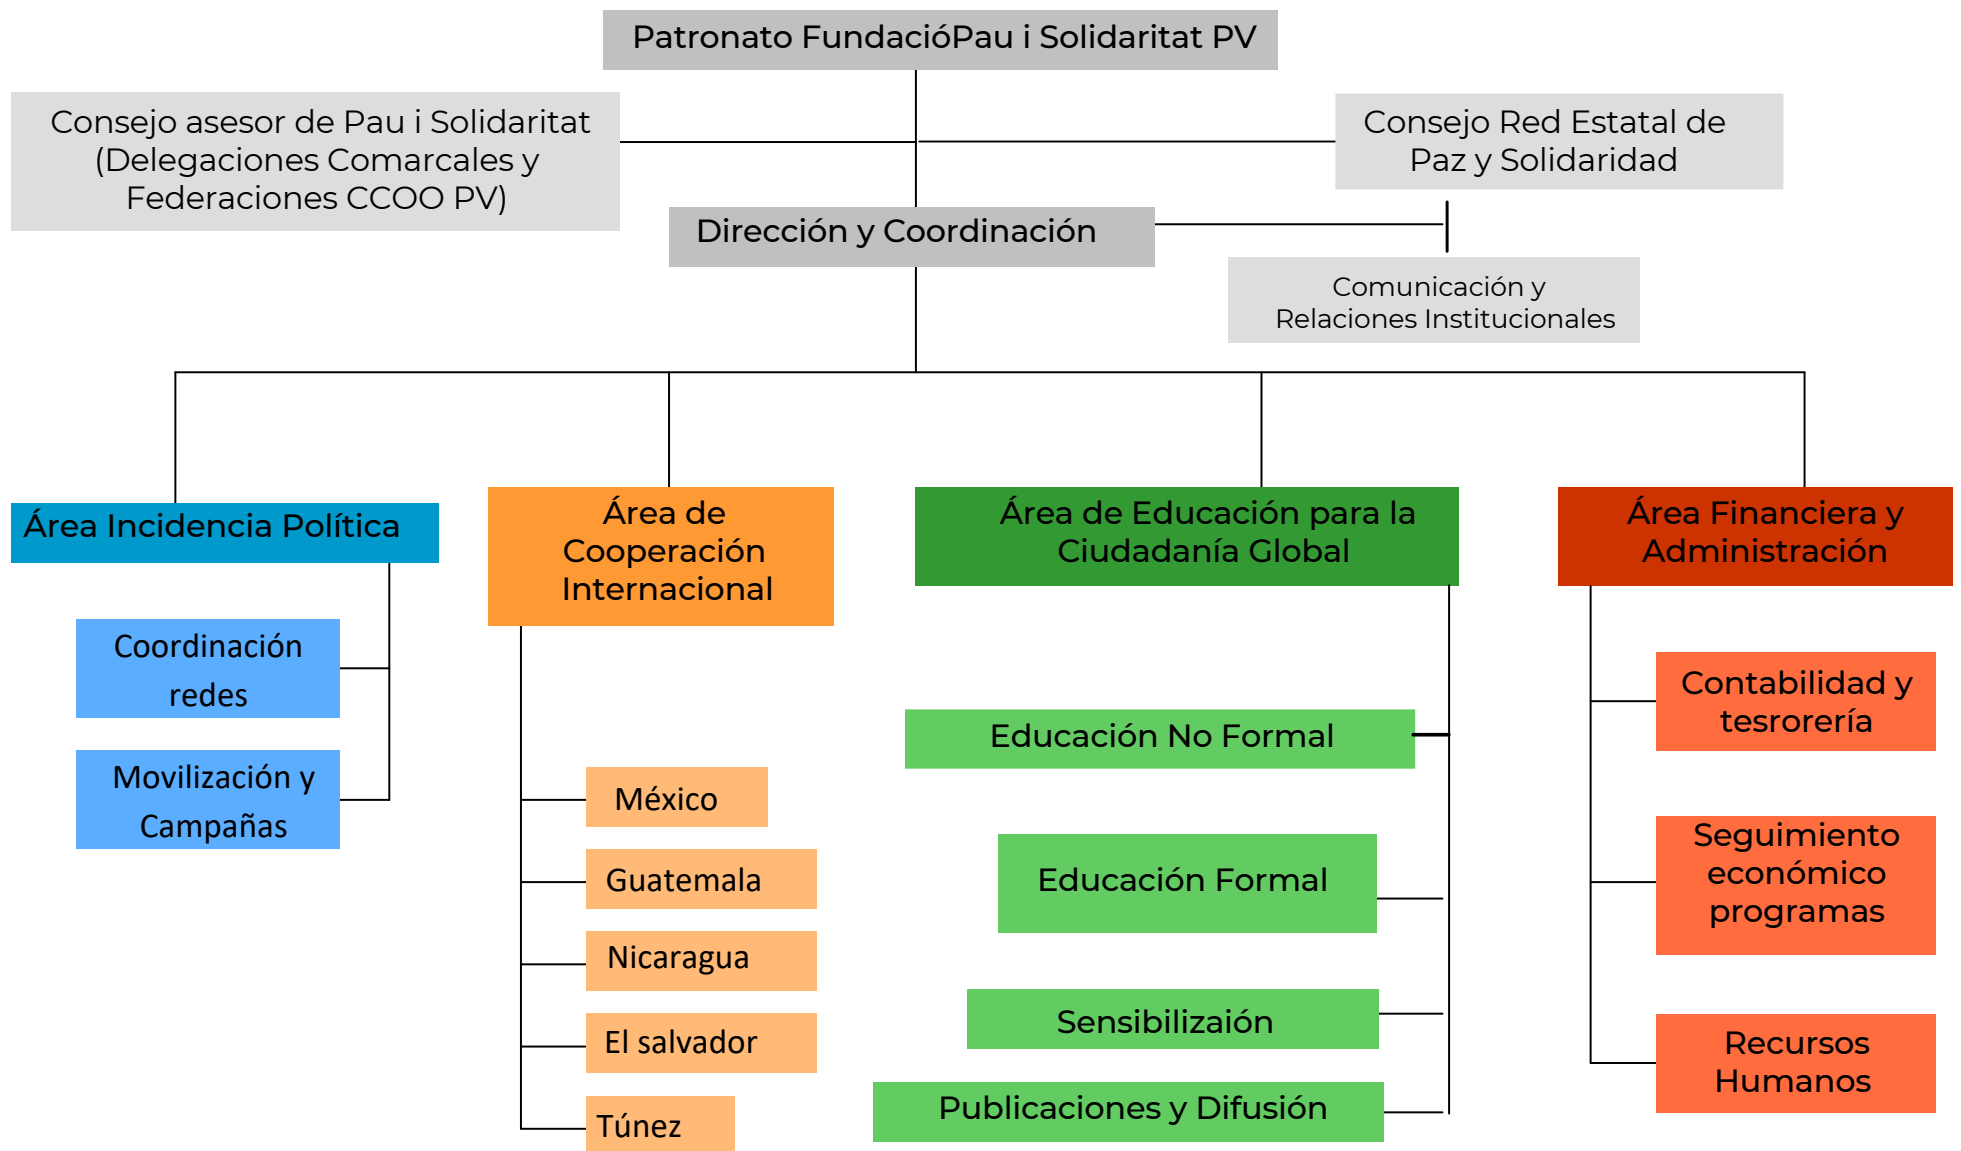 Patronato FundacióPau i Solidaritat PV
Consejo asesor de Pau i Solidaritat
(Delegaciones Comarcales y
Federaciones CCOO PV)
Consejo Red Estatal de
Paz y Solidaridad
Dirección y Coordinación
Comunicación y
Relaciones Institucionales
Área Incidencia Política
Coordinación
redes
Movilización y
Campañas
Área de
Cooperación
Internacional
México
Guatemala
Nicaragua
El salvador
Túnez
Área de Educación para la
Ciudadanía Global
Educación No Formal
Educación Formal
Sensibilizaión
Publicaciones y Difusión
Área Financiera y
Administración
Contabilidad y
tesrorería
Seguimiento
económico
programas
Recursos
Humanos